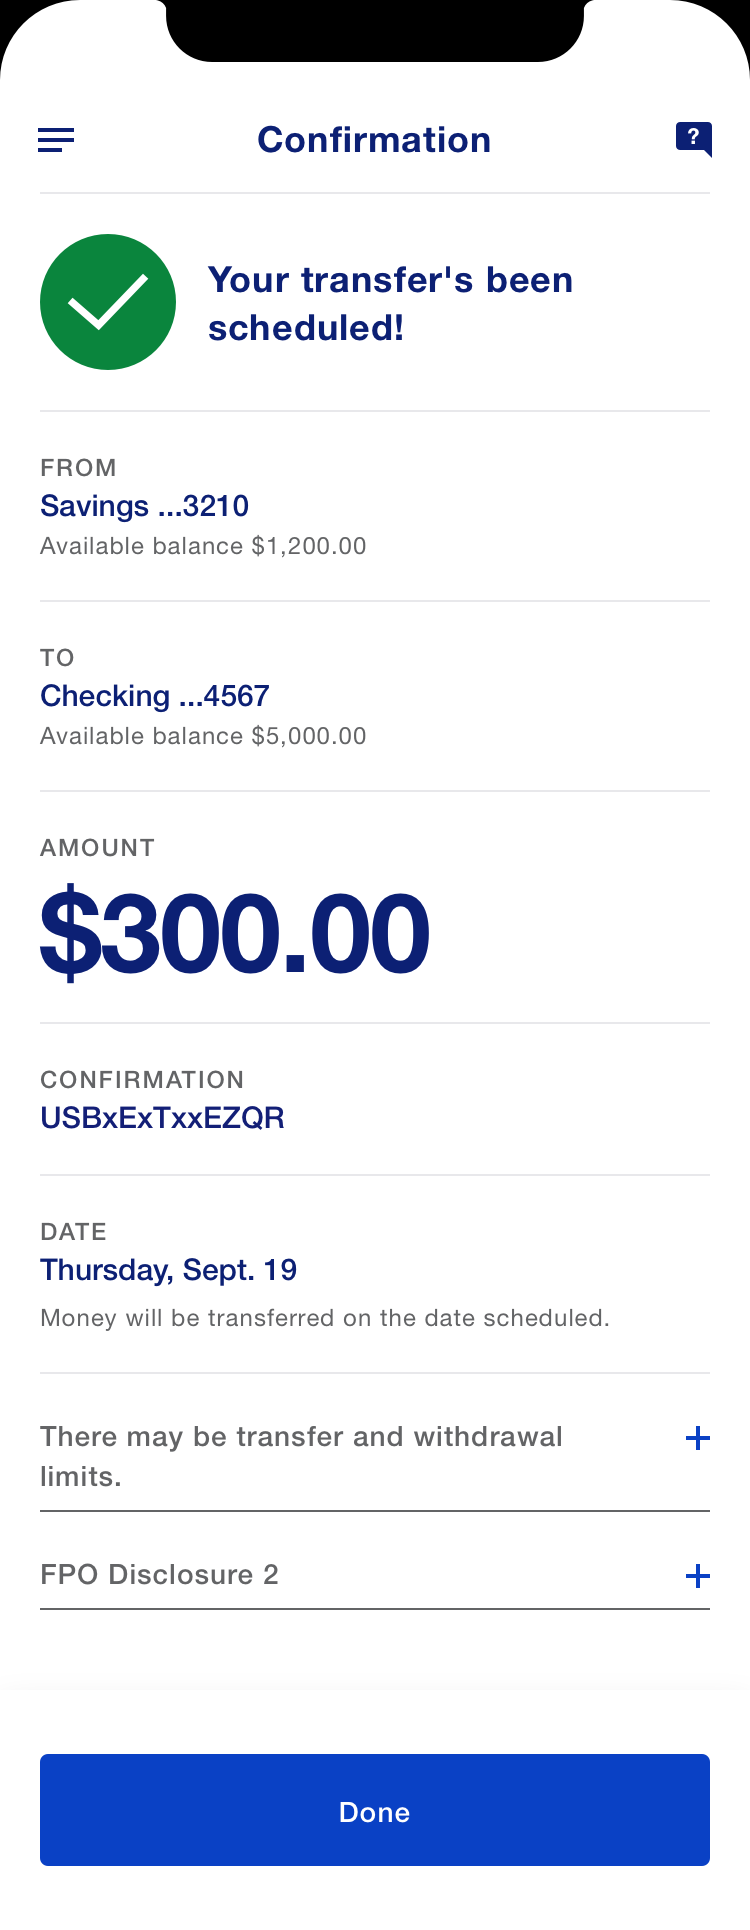 Confirmation
?
Your transfer's been
scheduled!
FROM
Savings ...3210
Available balance $1,200.00
TO
Checking ...4567
Available balance $5,000.00
AMOUNT
$300.00
CONFIRMATION
USBxExTxxEZQR
DATE
Thursday, Sept. 19
Money will be transferred on the date scheduled.
There may be transfer and withdrawal
limits.
FPO Disclosure 2
Done